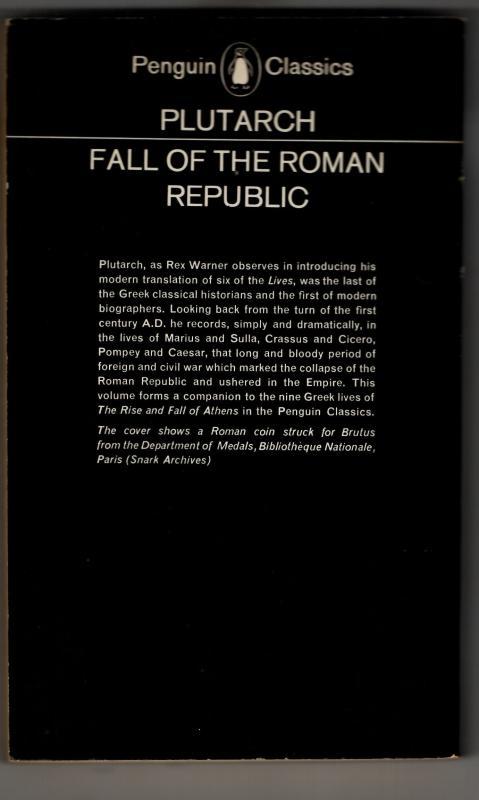 Penguin Classics
PLUTARCH
FALL OF THE ROMAN
REPUBLIC
Plutarch, as Rex Warner observes in introducing his
modern translation of six of the Lives, was the last of
the Greek classical historians and the first of modern
biographers. Looking back from the turn of the first
century A.D. he records, simply and dramatically, in
the lives of Marius and Sulla, Crassus and Cicero,
Pompey and Caesar, that long and bloody period of
foreign and civil war which marked the collapse of the
Roman Republic and ushered in the Empire. This
volume forms a companion to the nine Greek lives of
The Rise and Fall of Athens in the Penguin Classics.
The cover shows a Roman coin struck for Brutus
from the Department of Medals, Bibliothèque Nationale,
Paris (Snark Archives)